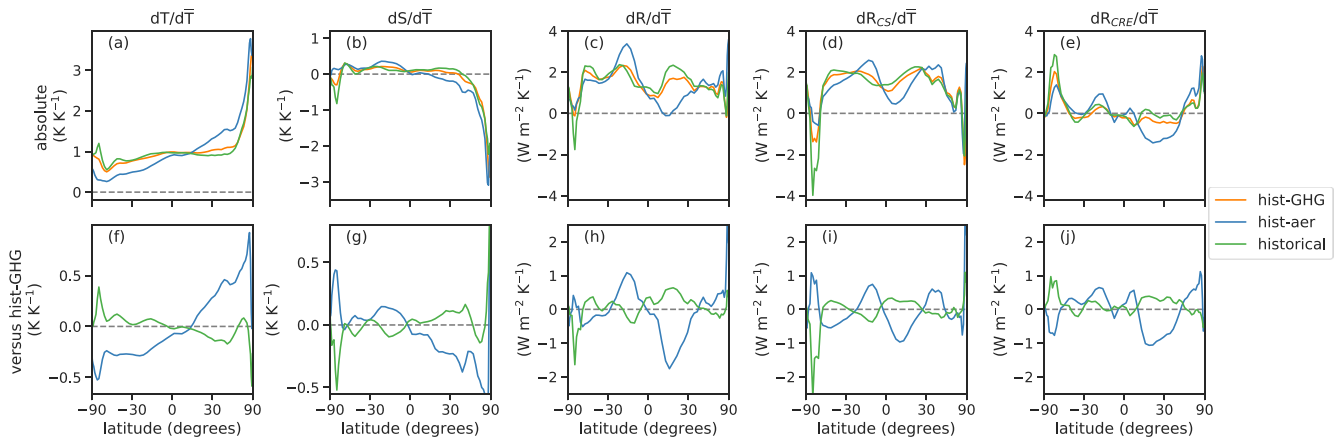 dT/dT̅ dS/dT̅ dR/dT̅ dR_CS/dT̅ dR_CRE/dT̅
(a) (b) (c) (d) (e)
absolute
(K K⁻¹)
3
2
1
0
(K K⁻¹)
1
0
−1
−2
−3
(W m⁻² K⁻¹)
4
2
0
−2
−4
(W m⁻² K⁻¹)
4
2
0
−2
−4
(W m⁻² K⁻¹)
4
2
0
−2
−4
hist-GHG
hist-aer
historical
(f) (g) (h) (i) (j)
versus hist-GHG
(K K⁻¹)
0.5
0.0
−0.5
(K K⁻¹)
0.5
0.0
−0.5
(W m⁻² K⁻¹)
2
1
0
−1
−2
(W m⁻² K⁻¹)
2
1
0
−1
−2
(W m⁻² K⁻¹)
2
1
0
−1
−2
−90 −30 0 30 90 −90 −30 0 30 90 −90 −30 0 30 90 −90 −30 0 30 90 −90 −30 0 30 90
latitude (degrees) latitude (degrees) latitude (degrees) latitude (degrees) latitude (degrees)